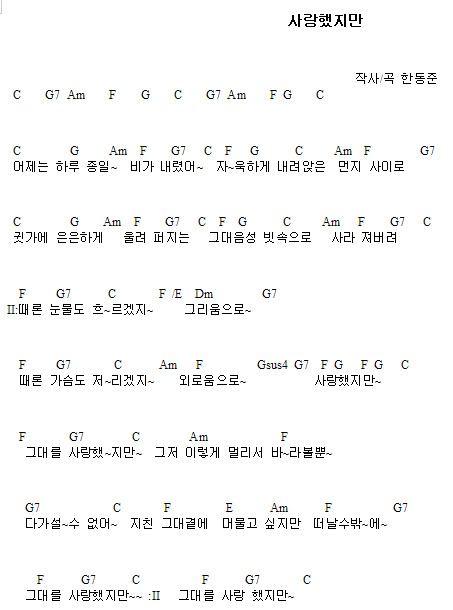 사랑했지만
작사/곡 한동준
C G7 Am F G C G7 Am F G C
C G Am F G7 C F G C Am F G7
어제는 하루 종일~ 비가 내렸어~ 자~욱하게 내려앉은 먼지 사이로
C G Am F G7 C F G C Am F G7 C
귓가에 은은하게 울려 퍼지는 그대음성 빗속으로 사라 져버려
F G7 C F /E Dm G7
II:때론 눈물도 흐~르겠지~ 그리움으로~
F G7 C Am F Gsus4 G7 F G F G C
때론 가슴도 저~리겠지~ 외로움으로~ 사랑했지만~
F G7 C Am F
그대를 사랑했~지만~ 그저 이렇게 멀리서 바~라볼뿐~
G7 C F E Am F G7
다가설~수 없어~ 지친 그대곁에 머물고 싶지만 떠날수밖~에~
F G7 C F G7 C
그대를 사랑했지만~~ :II 그대를 사랑 했지만~